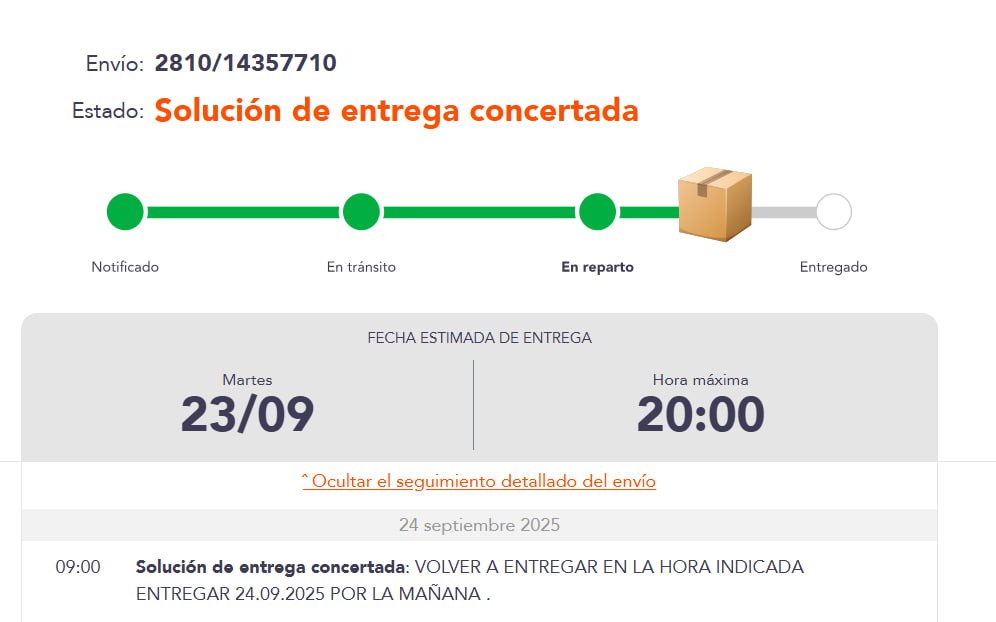 Envío: 2810/14357710
Estado: Solución de entrega concertada
Notificado En tránsito En reparto Entregado
FECHA ESTIMADA DE ENTREGA
Martes Hora máxima
23/09 20:00
ˆ Ocultar el seguimiento detallado del envío
24 septiembre 2025
09:00 Solución de entrega concertada: VOLVER A ENTREGAR EN LA HORA INDICADA
ENTREGAR 24.09.2025 POR LA MAÑANA .